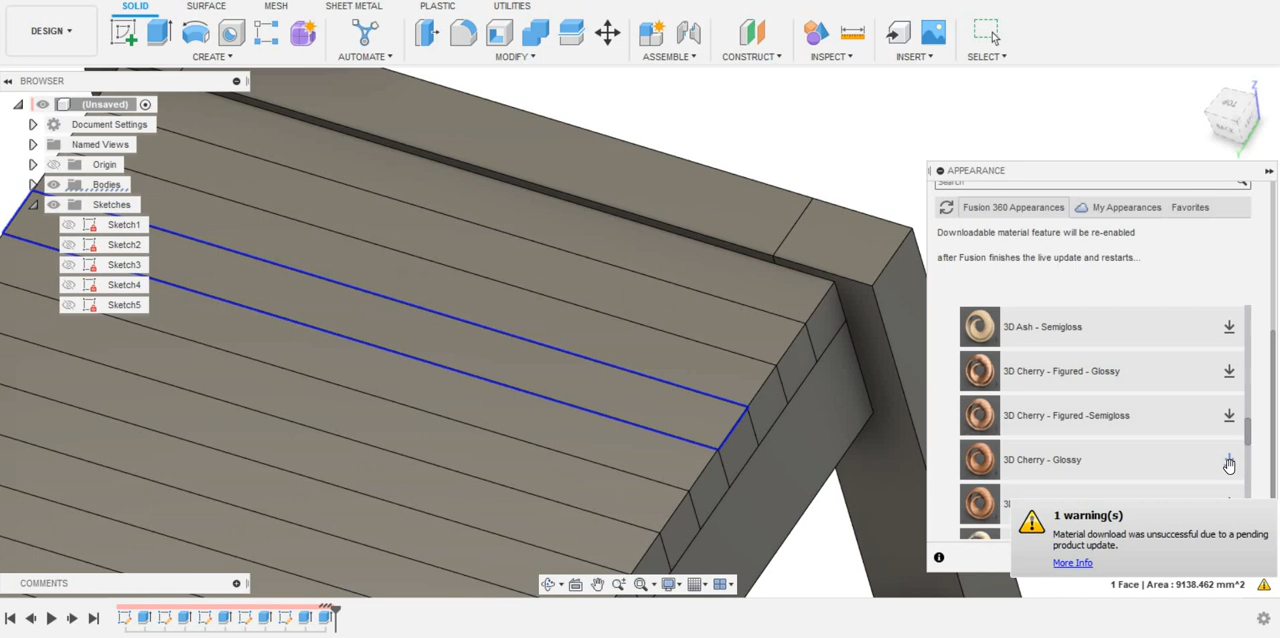 SOLID SURFACE MESH SHEET METAL PLASTIC UTILITIES
DESIGN ▾
CREATE ▾ AUTOMATE ▾ MODIFY ▾ ASSEMBLE ▾ CONSTRUCT ▾ INSPECT ▾ INSERT ▾ SELECT ▾
BROWSER
(Unsaved)
Document Settings
Named Views
Origin
Bodies
Sketches
Sketch1
Sketch2
Sketch3
Sketch4
Sketch5
Z
TOP
BACK
APPEARANCE
Search
Fusion 360 Appearances My Appearances Favorites
Downloadable material feature will be re-enabled
after Fusion finishes the live update and restarts...
3D Ash - Semigloss
3D Cherry - Figured - Glossy
3D Cherry - Figured -Semigloss
3D Cherry - Glossy
1 warning(s)
Material download was unsuccessful due to a pending
product update.
More Info
COMMENTS
1 Face | Area : 9138.462 mm^2